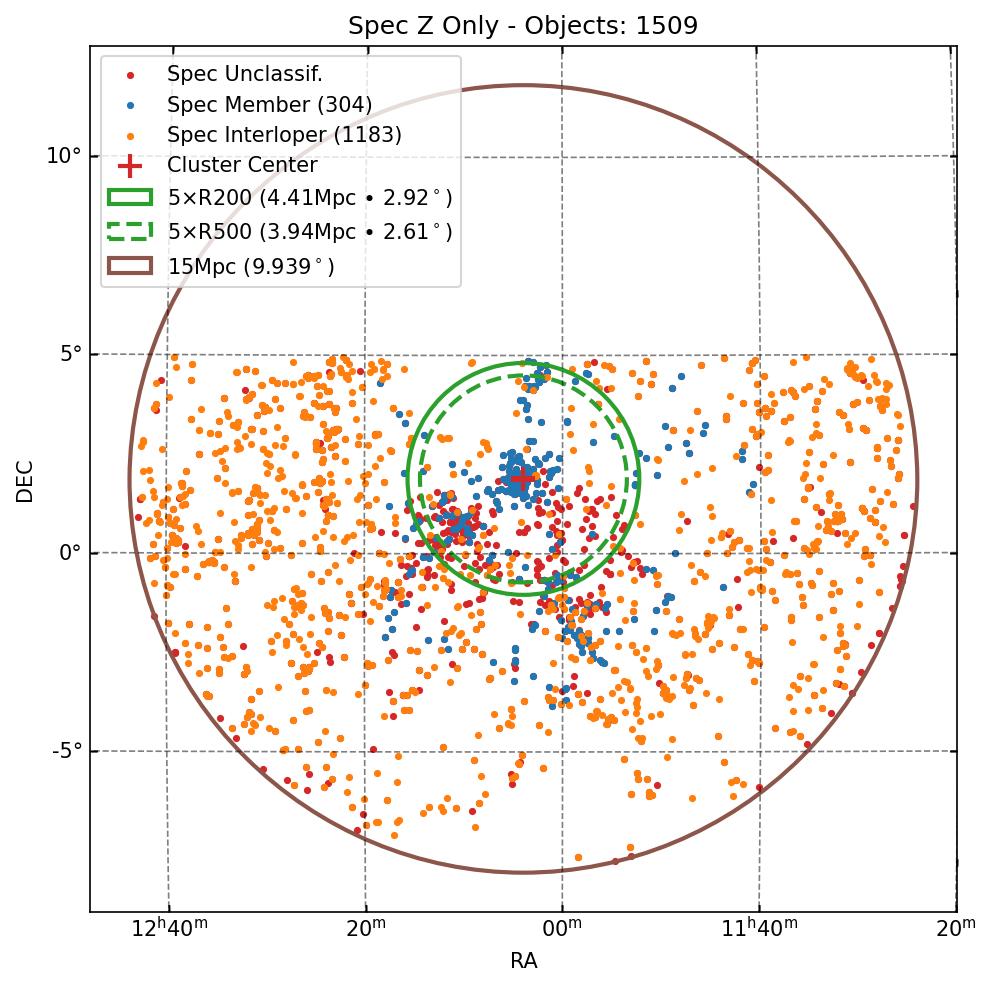 Spec Z Only - Objects: 1509
Spec Unclassif.
Spec Member (304)
Spec Interloper (1183)
Cluster Center
5×R200 (4.41Mpc • 2.92°)
5×R500 (3.94Mpc • 2.61°)
15Mpc (9.939°)
10°
5°
0°
-5°
DEC
12h40m
20m
00m
11h40m
20m
RA